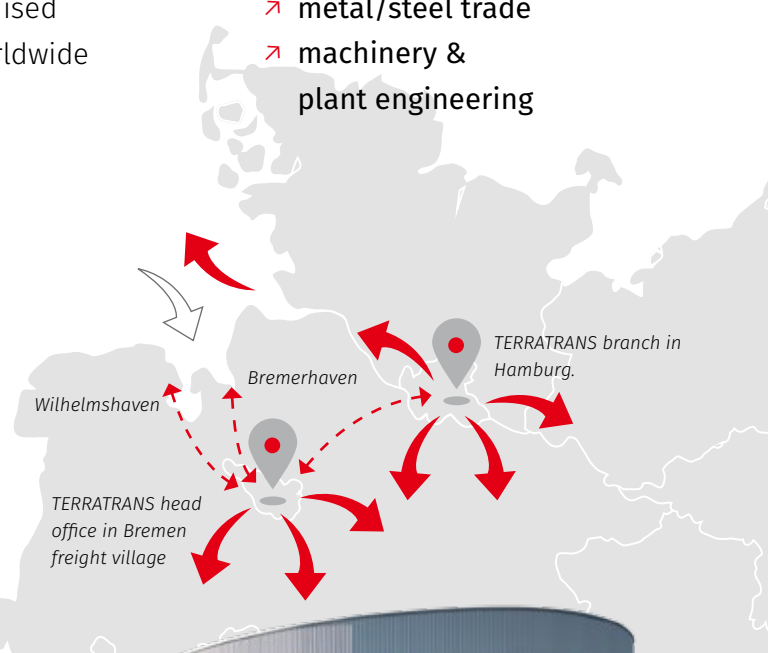 metal/steel trade
machinery &
plant engineering
TERRATRANS branch in
Hamburg.
Bremerhaven
Wilhelmshaven
TERRATRANS head
office in Bremen
freight village